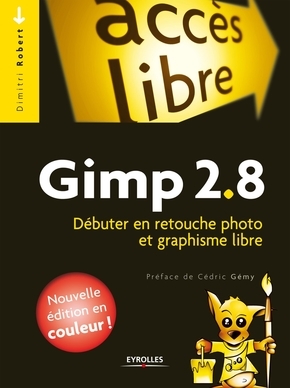 Dimitri Robert
accès
libre
Gimp 2.8
Débuter en retouche photo
et graphisme libre
Préface de Cédric Gémy
Nouvelle
édition en
couleur !
EYROLLES